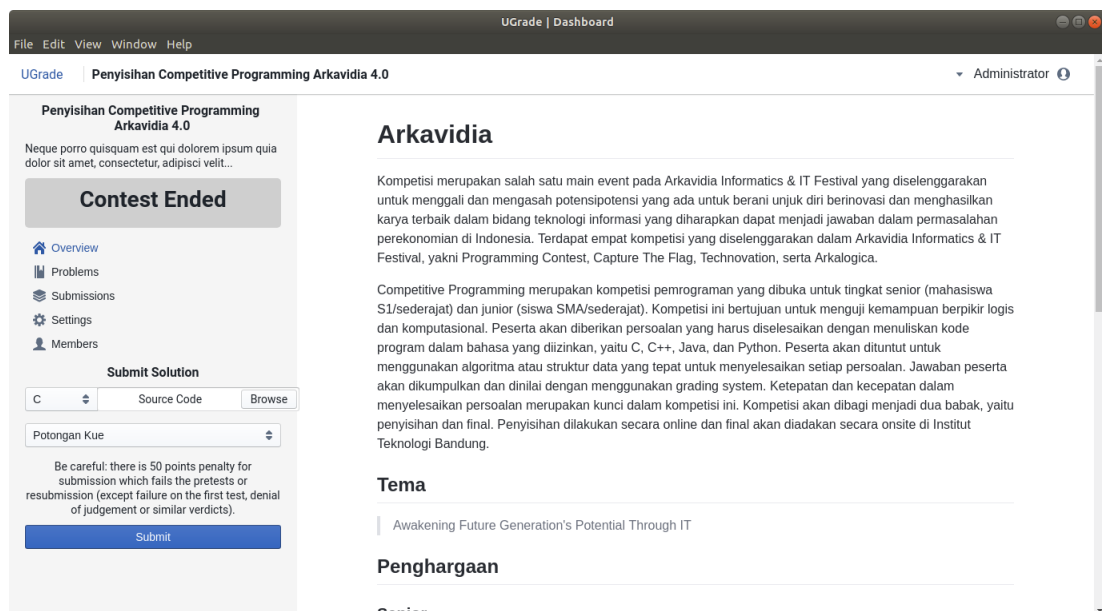 UGrade | Dashboard
File Edit View Window Help
UGrade
Penyisihan Competitive Programming Arkavidia 4.0
Administrator
Penyisihan Competitive Programming
Arkavidia 4.0
Neque porro quisquam est qui dolorem ipsum quia
dolor sit amet, consectetur, adipisci velit...
Contest Ended
Overview
Problems
Submissions
Settings
Members
Submit Solution
C
Source Code
Browse
Potongan Kue
Be careful: there is 50 points penalty for
submission which fails the pretests or
resubmission (except failure on the first test, denial
of judgement or similar verdicts).
Submit
Arkavidia
Kompetisi merupakan salah satu main event pada Arkavidia Informatics & IT Festival yang diselenggarakan
untuk menggali dan mengasah potensipotensi yang ada untuk berani unjuk diri berinovasi dan menghasilkan
karya terbaik dalam bidang teknologi informasi yang diharapkan dapat menjadi jawaban dalam permasalahan
perekonomian di Indonesia. Terdapat empat kompetisi yang diselenggarakan dalam Arkavidia Informatics & IT
Festival, yakni Programming Contest, Capture The Flag, Technovation, serta Arkalogica.
Competitive Programming merupakan kompetisi pemrograman yang dibuka untuk tingkat senior (mahasiswa
S1/sederajat) dan junior (siswa SMA/sederajat). Kompetisi ini bertujuan untuk menguji kemampuan berpikir logis
dan komputasional. Peserta akan diberikan persoalan yang harus diselesaikan dengan menuliskan kode
program dalam bahasa yang diizinkan, yaitu C, C++, Java, dan Python. Peserta akan dituntut untuk
menggunakan algoritma atau struktur data yang tepat untuk menyelesaikan setiap persoalan. Jawaban peserta
akan dikumpulkan dan dinilai dengan menggunakan grading system. Ketepatan dan kecepatan dalam
menyelesaikan persoalan merupakan kunci dalam kompetisi ini. Kompetisi akan dibagi menjadi dua babak, yaitu
penyisihan dan final. Penyisihan dilakukan secara online dan final akan diadakan secara onsite di Institut
Teknologi Bandung.
Tema
Awakening Future Generation's Potential Through IT
Penghargaan